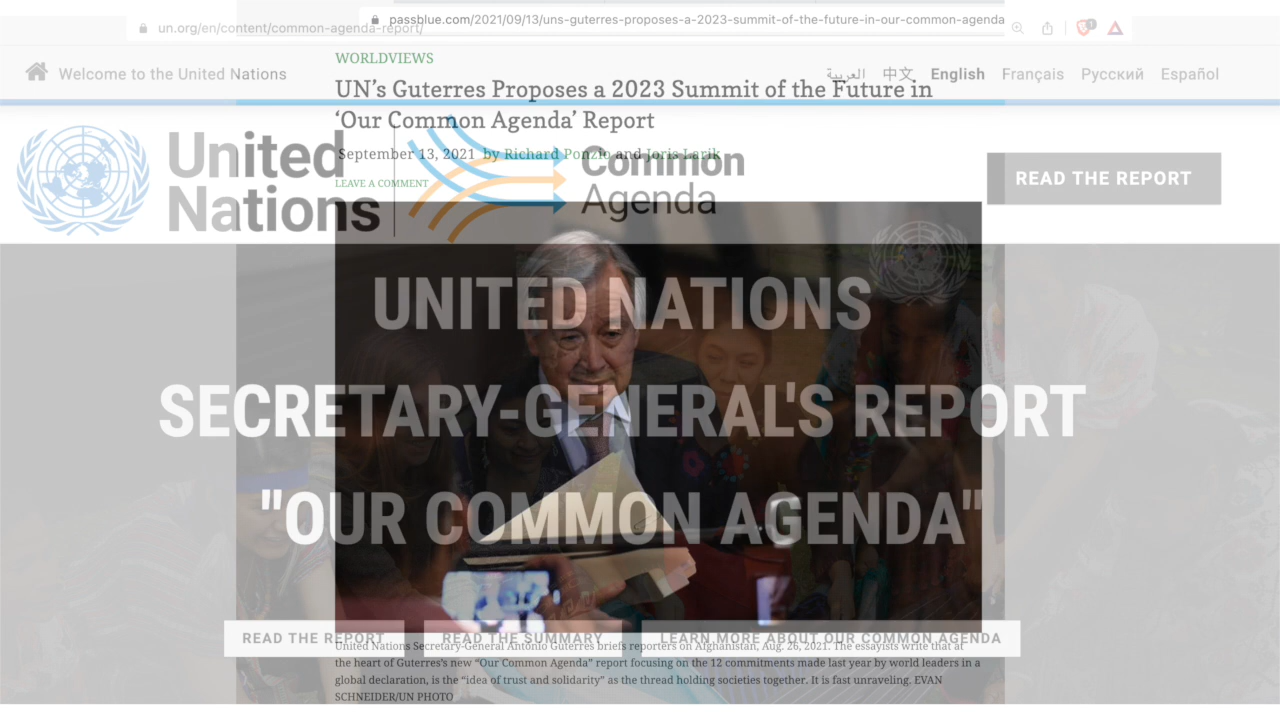 passblue.com/2021/09/13/uns-guterres-proposes-a-2023-summit-of-the-future-in-our-common-agenda
un.org/en/content/common-agenda-report/
1
WORLDVIEWS
Welcome to the United Nations
العربية 中文 English Français Русский Español
UN’s Guterres Proposes a 2023 Summit of the Future in
‘Our Common Agenda’ Report
September 13, 2021 by Richard Ponzio and Joris Larik
LEAVE A COMMENT
United
Nations
Common
Agenda
READ THE REPORT
UNITED NATIONS
SECRETARY-GENERAL'S REPORT
"OUR COMMON AGENDA"
READ THE REPORT
READ THE SUMMARY
LEARN MORE ABOUT OUR COMMON AGENDA
United Nations Secretary-General António Guterres briefs reporters on Afghanistan, Aug. 26, 2021. The essayists write that at
the heart of Guterres’s new “Our Common Agenda” report focusing on the 12 commitments made last year by world leaders in a
global declaration, is the “idea of trust and solidarity” as the thread holding societies together. It is fast unraveling. EVAN
SCHNEIDER/UN PHOTO